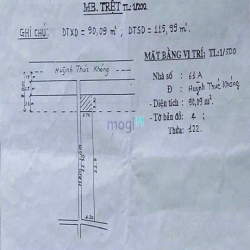 MB. TRỆT TL: 1/200
GHI CHÚ: DTXD = 90,09 m². DTSD = 115,99 m².
MẶT BẰNG VỊ TRÍ: TL: 1/500
Huỳnh Thúc Kháng
Nhà số : 65A
Đ : Huỳnh Thúc Kháng
- Diện tích : 90,09 m².
- Tờ bản đồ : 4 ;
Thửa: 122.
mogi